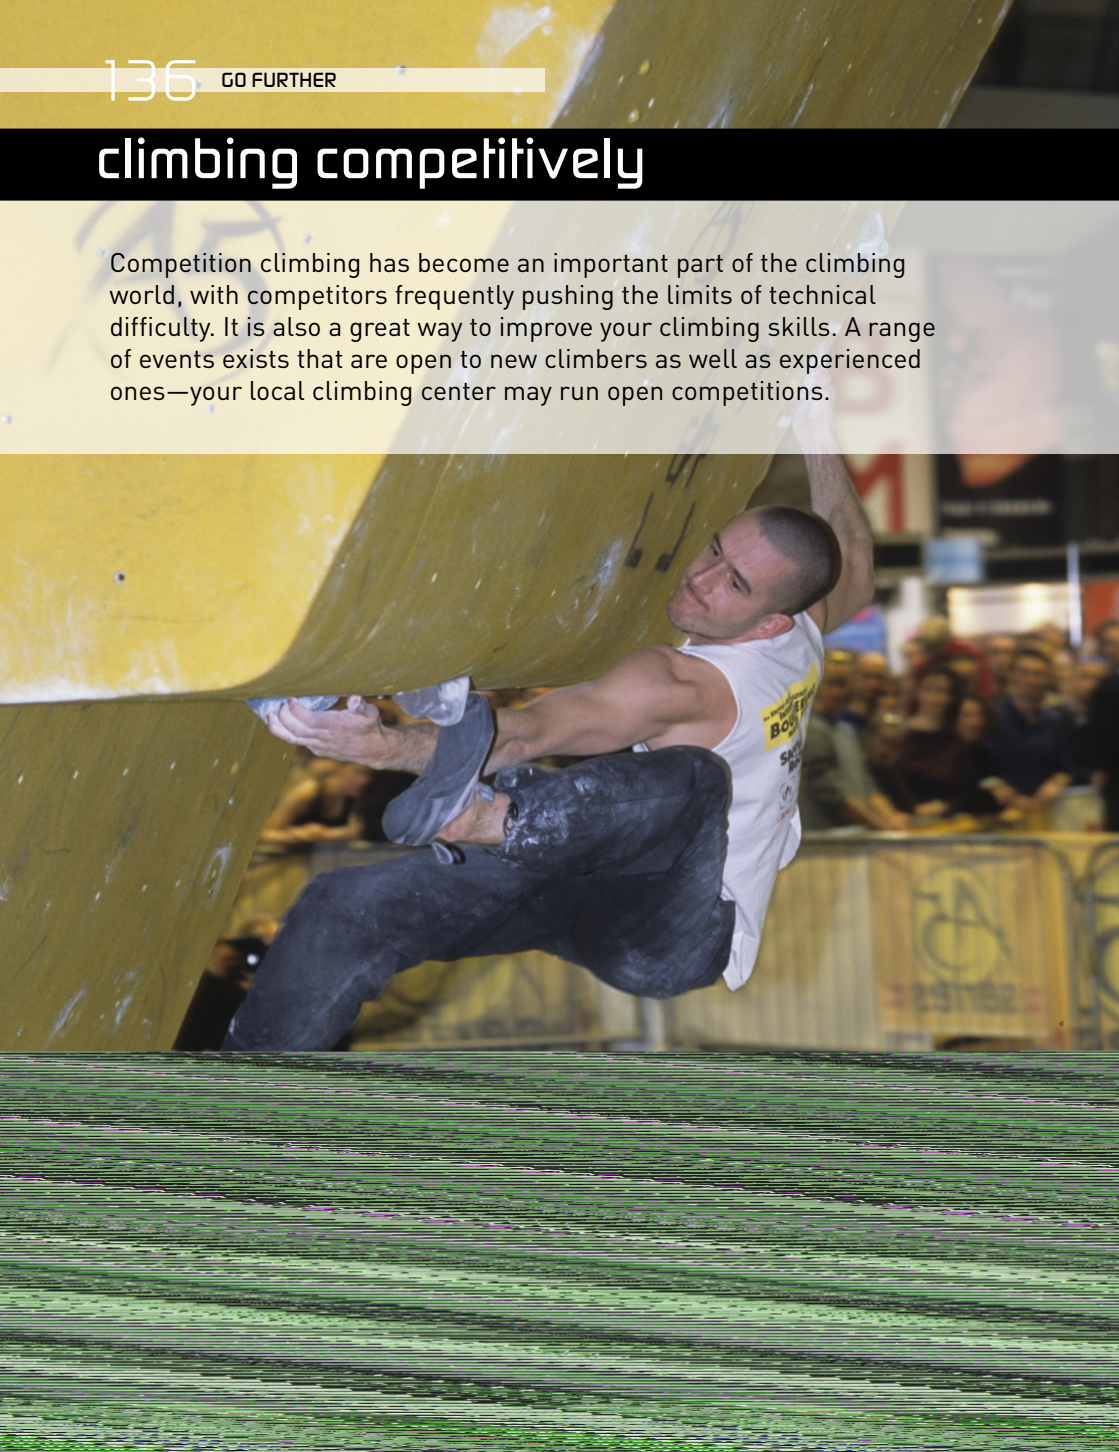 136 GO FURTHER
climbing competitively
Competition climbing has become an important part of the climbing
world, with competitors frequently pushing the limits of technical
difficulty. It is also a great way to improve your climbing skills. A range
of events exists that are open to new climbers as well as experienced
ones—your local climbing center may run open competitions.
A5